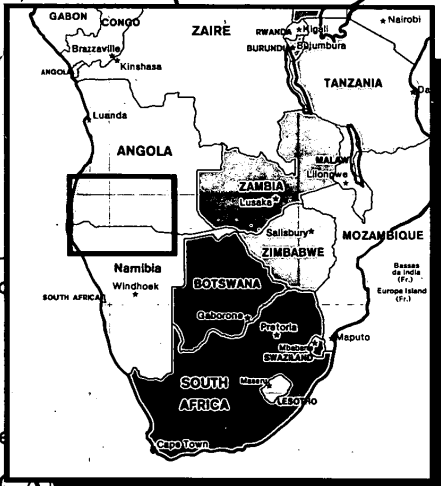 GABON
CONGO
ZAIRE
Nairobi
RWANDA
Kigali
Brazzaville
BURUNDI
Bujumbura
Kinshasa
ANGOLA
TANZANIA
Da
Luanda
ANGOLA
MALAWI
Lilongwe
ZAMBIA
Lusaka
Salisbury
MOZAMBIQUE
ZIMBABWE
Namibia
Bassas
da India
(Fr.)
Windhoek
BOTSWANA
Europe Island
(Fr.)
SOUTH AFRICA
Gaborone
Pretoria
Maputo
Mbabane
SWAZILAND
SOUTH
AFRICA
Maseru
LESOTHO
Cape Town